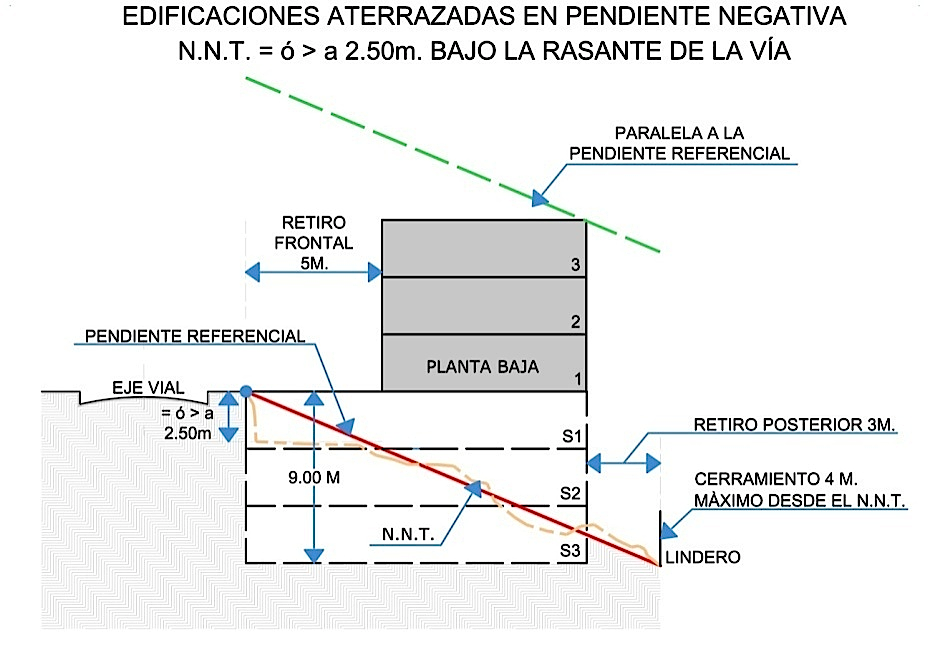 EDIFICACIONES ATERRAZADAS EN PENDIENTE NEGATIVA
N.N.T. = ó > a 2.50m. BAJO LA RASANTE DE LA VÍA
PARALELA A LA
PENDIENTE REFERENCIAL
RETIRO
FRONTAL
5M.
3
2
PENDIENTE REFERENCIAL
PLANTA BAJA
1
EJE VIAL
= ó > a
2.50m
S1
RETIRO POSTERIOR 3M.
9.00 M
S2
CERRAMIENTO 4 M.
MÀXIMO DESDE EL N.N.T.
N.N.T.
S3
LINDERO